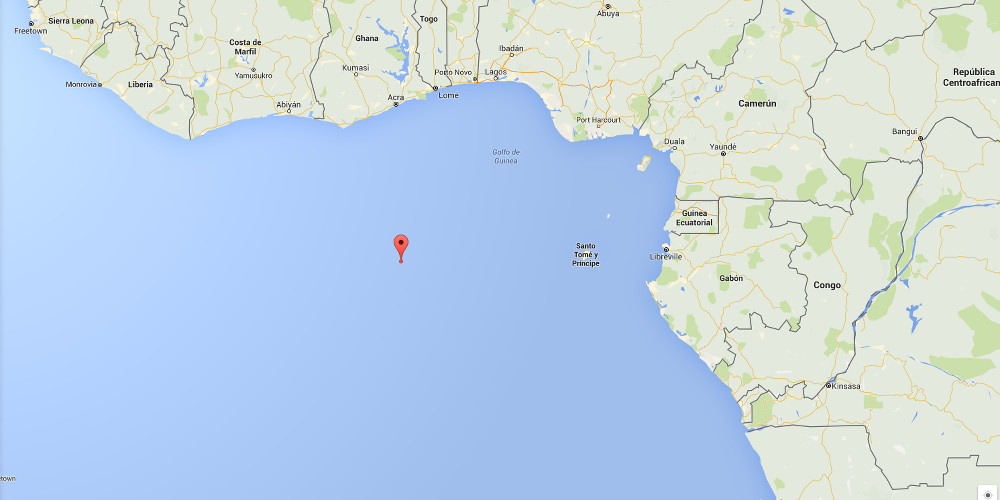 Togo
Sierra Leona
Freetown
Abuya
Costa de
Marfil
Ghana
Ibadán
Kumasi
Yamusukro
Porto Novo
Lagos
República
Centroafrican
Monrovia
Liberia
Acra
Lome
Abiyán
Camerún
Port Harcourt
Bangui
Duala
Yaundé
Golfo de
Guinea
Guinea
Ecuatorial
Santo
Tomé y
Príncipe
Libreville
Gabón
Congo
Kinsasa
etown